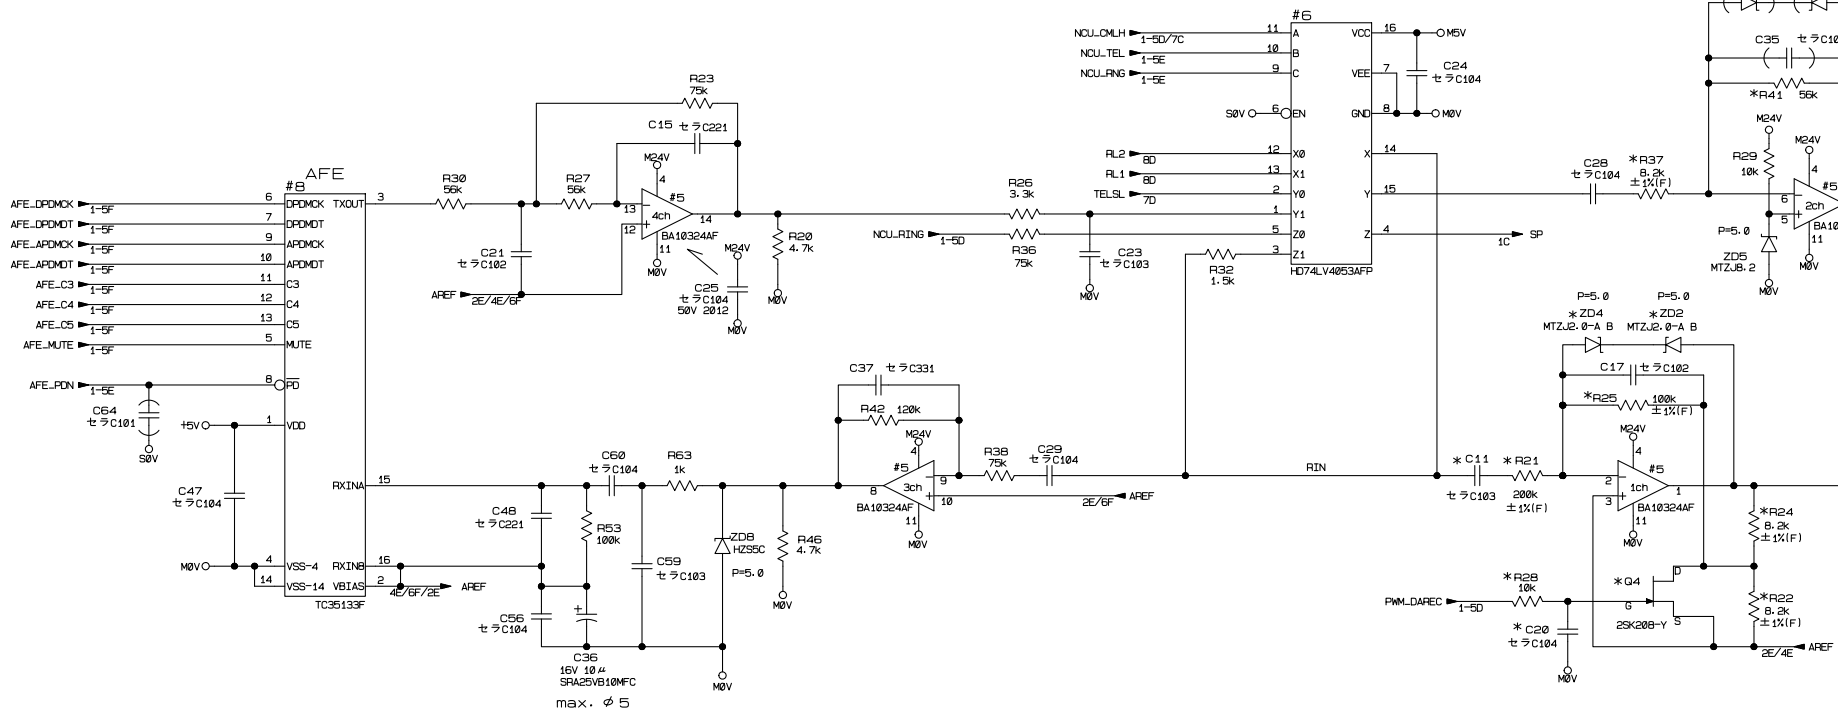 AFE
#8
AFE_DPDMCK
1-5F
6
DPDMCK
TXOUT
3
AFE_DPDMDT
1-5F
7
DPDMDT
AFE_APDMCK
1-5F
9
APDMCK
AFE_APDMDT
1-5F
10
APDMDT
AFE_C3
1-5F
11
C3
AFE_C4
1-5F
12
C4
AFE_C5
1-5F
13
C5
AFE_MUTE
1-5F
5
MUTE
AFE_PDN
1-5E
8
PD
C64
セラC101
S0V
+5V
1
VDD
C47
セラC104
M0V
4
VSS-4
14
VSS-14
RXINA
15
RXINB
16
VBIAS
2
4E/6F/2E
AREF
TC35133F
R30
56k
R23
75k
C15 セラC221
R27
56k
M24V
4
#5
13
4ch
14
12
11
BA10324AF
M0V
C21
セラC102
AREF
2E/4E/6F
M24V
C25
セラC104
50V 2012
M0V
R20
4.7k
M0V
R26
3.3k
NCU_RING
1-5D
R36
75k
C23
セラC103
M0V
R32
1.5k
#6
NCU_CMLH
1-5D/7C
11
A
NCU_TEL
1-5E
10
B
NCU_RNG
1-5E
9
C
S0V
6
EN
RL2
8D
12
X0
RL1
8D
13
X1
TELSL
7D
2
Y0
1
Y1
5
Z0
3
Z1
VCC
16
M5V
VEE
7
C24
セラC104
GND
8
M0V
X
14
Y
15
Z
4
1C
SP
HD74LV4053AFP
C28
セラC104
*R37
8.2k
±1%(F)
C35
セラC10
*R41
56k
M24V
R29
10k
M24V
4
#5
6
2ch
5
11
BA10
M0V
P=5.0
ZD5
MTZJ8.2
M0V
C48
セラC221
R53
100k
C60
セラC104
R63
1k
C59
セラC103
ZD8
HZS5C
P=5.0
R46
4.7k
M0V
C56
セラC104
+
C36
16V 10μ
SRA25VB10MFC
max. φ5
M0V
C37
セラC331
R42
120k
M24V
4
#5
8
3ch
9
10
11
BA10324AF
M0V
R38
75k
C29
セラC104
2E/6F
AREF
RIN
*C11
セラC103
*R21
200k
±1%(F)
P=5.0
*ZD4
MTZJ2.0-A B
P=5.0
*ZD2
MTZJ2.0-A B
C17
セラC102
*R25
100k
±1%(F)
M24V
4
#5
2
1ch
1
3
11
BA10324AF
M0V
*R24
8.2k
±1%(F)
PWM_DAREC
1-5D
*R28
10k
*Q4
D
G
S
2SK208-Y
*R22
8.2k
±1%(F)
*C20
セラC104
M0V
2E/4E
AREF